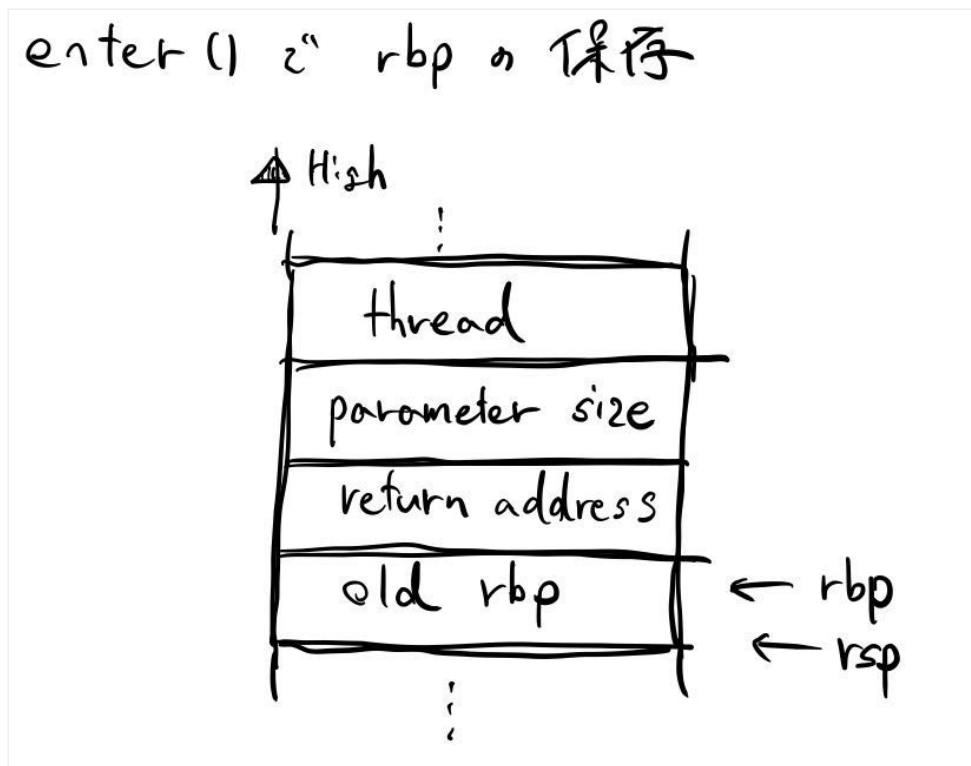 enter () で rbp の 保存
High
thread
parameter size
return address
old rbp
← rbp
← rsp